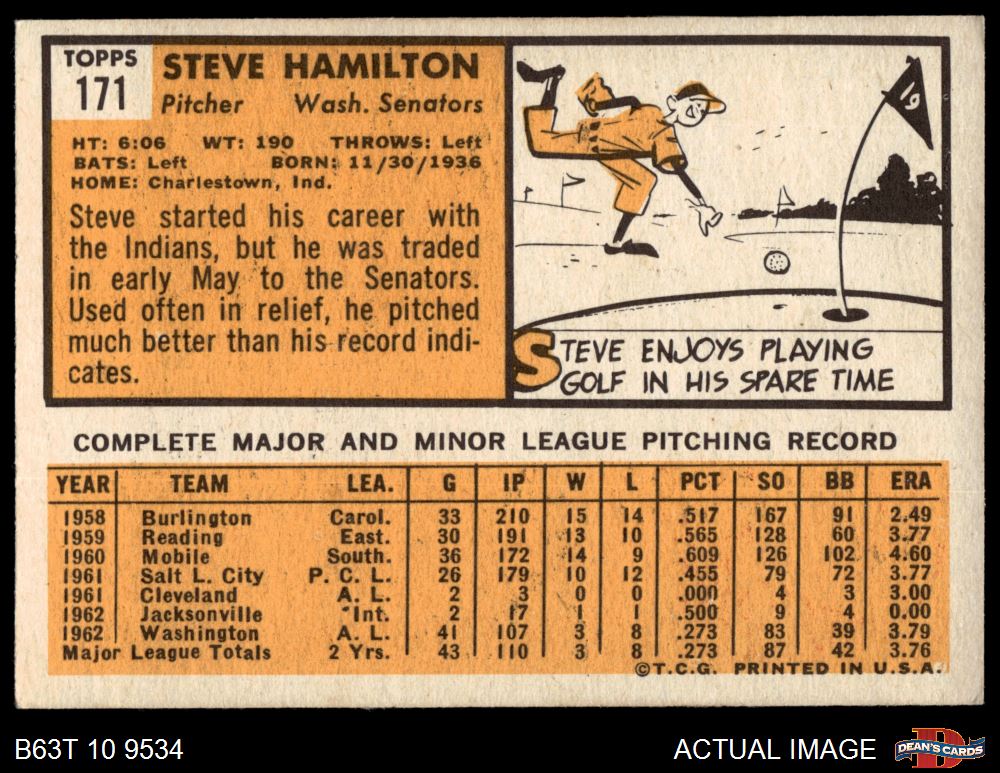 TOPPS
171
STEVE HAMILTON
Pitcher Wash. Senators
HT: 6:06 WT: 190 THROWS: Left
BATS: Left BORN: 11/30/1936
HOME: Charlestown, Ind.
Steve started his career with
the Indians, but he was traded
in early May to the Senators.
Used often in relief, he pitched
much better than his record indi-
cates.
19
STEVE ENJOYS PLAYING
GOLF IN HIS SPARE TIME
COMPLETE MAJOR AND MINOR LEAGUE PITCHING RECORD
YEAR TEAM LEA. G IP W L PCT SO BB ERA
1958 Burlington Carol. 33 210 15 14 .517 167 91 2.49
1959 Reading East. 30 191 13 10 .565 128 60 3.77
1960 Mobile South. 36 172 14 9 .609 126 102 4.60
1961 Salt L. City P. C. L. 26 179 10 12 .455 79 72 3.77
1961 Cleveland A. L. 2 3 0 0 .000 4 3 3.00
1962 Jacksonville Int. 2 17 1 1 .500 9 4 0.00
1962 Washington A. L. 41 107 3 8 .273 83 39 3.79
Major League Totals 2 Yrs. 43 110 3 8 .273 87 42 3.76
©T.C.G. PRINTED IN U.S.A.
B63T 10 9534
ACTUAL IMAGE
D
DEAN'S CARDS